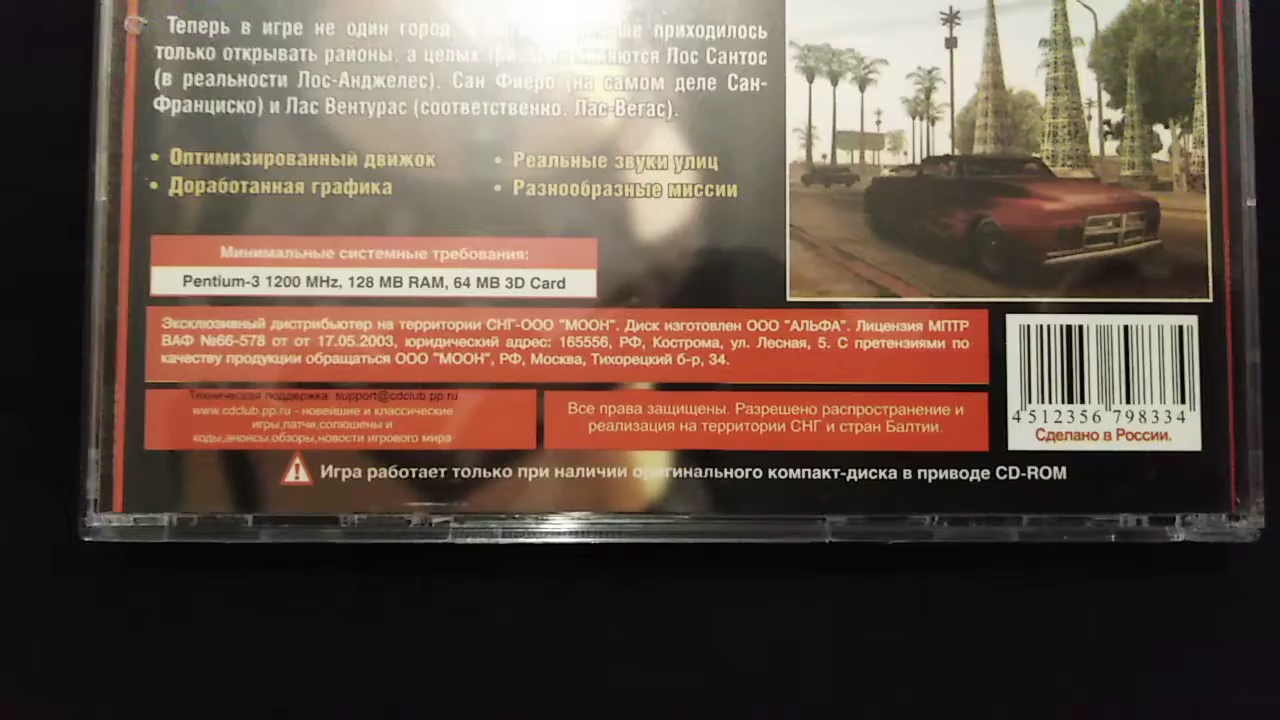 Теперь в игре не один город, приходилось
только открывать районы, а целых три Лос Сантос
(в реальности Лос-Анджелес). Сан Фиеро (на самом деле Сан-
Франциско) и Лас Вентурас (соответственно, Лас-Вегас).
• Оптимизированный движок
• Доработанная графика
• Реальные звуки улиц
• Разнообразные миссии
Минимальные системные требования:
Pentium-3 1200 MHz, 128 MB RAM, 64 MB 3D Card
Эксклюзивный дистрибьютер на территории СНГ-ООО "МООН". Диск изготовлен ООО "АЛЬФА". Лицензия МПТР
ВАФ №66-578 от от 17.05.2003, юридический адрес: 165556, РФ, Кострома, ул. Лесная, 5. С претензиями по
качеству продукции обращаться ООО "МООН", РФ, Москва, Тихорецкий б-р, 34.
Техническая поддержка: support@cdclub.pp.ru
www.cdclub.pp.ru - новейшие и классические
игры,патчи,солюшены и
коды,анонсы,обзоры,новости игрового мира
Все права защищены. Разрешено распространение и
реализация на территории СНГ и стран Балтии.
4 512356 798334
Сделано в России.
Игра работает только при наличии оригинального компакт-диска в приводе CD-ROM